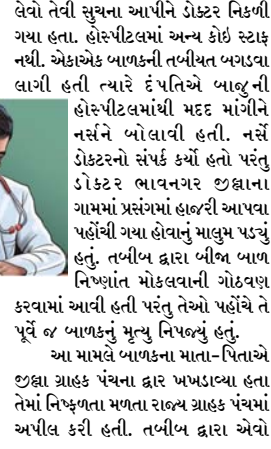 લેવો તેવી સુચના આપીને ડોક્ટર નિકળી
ગયા હતા. હોસ્પીટલમાં અન્ય કોઇ સ્ટાફ
નથી. એકાએક બાળકની તબીયત બગડવા
લાગી હતી ત્યારે દંપતિએ બાજુની
હોસ્પીટલમાંથી મદદ માંગીને
નર્સને બોલાવી હતી. નર્સે
ડોકટરનો સંપર્ક કર્યો હતો પરંતુ
ડોક્ટર ભાવનગર જીલ્લાના
ગામમાં પ્રસંગમાં હાજરી આપવા
પહોંચી ગયા હોવાનું માલુમ પડ્યું
હતું. તબીબ દ્વારા બીજા બાળ
નિષ્ણાંત મોકલવાની ગોઠવણ
કરવામાં આવી હતી પરંતુ તેઓ પહોંચે તે
પૂર્વે જ બાળકનું મૃત્યુ નિપજ્યું હતું.
આ મામલે બાળકના માતા-પિતાએ
જીલ્લા ગ્રાહક પંચના દ્વાર ખખડાવ્યા હતા
તેમાં નિષ્ફળતા મળતા રાજ્ય ગ્રાહક પંચમાં
અપીલ કરી હતી. તબીબ દ્વારા એવો